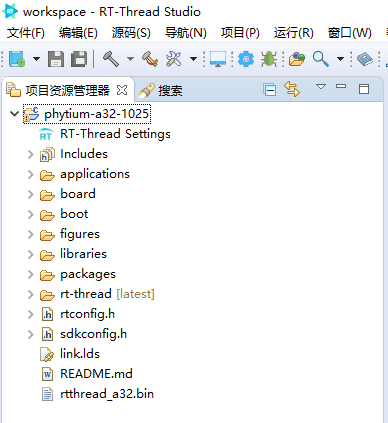 workspace - RT-Thread Studio
文件(F) 编辑(E) 源码(S) 导航(N) 项目(P) 运行(R) 窗口(W)
项目资源管理器 搜索
phytium-a32-1025
RT-Thread Settings
Includes
applications
board
boot
figures
libraries
packages
rt-thread [latest]
rtconfig.h
sdkconfig.h
link.lds
README.md
rtthread_a32.bin